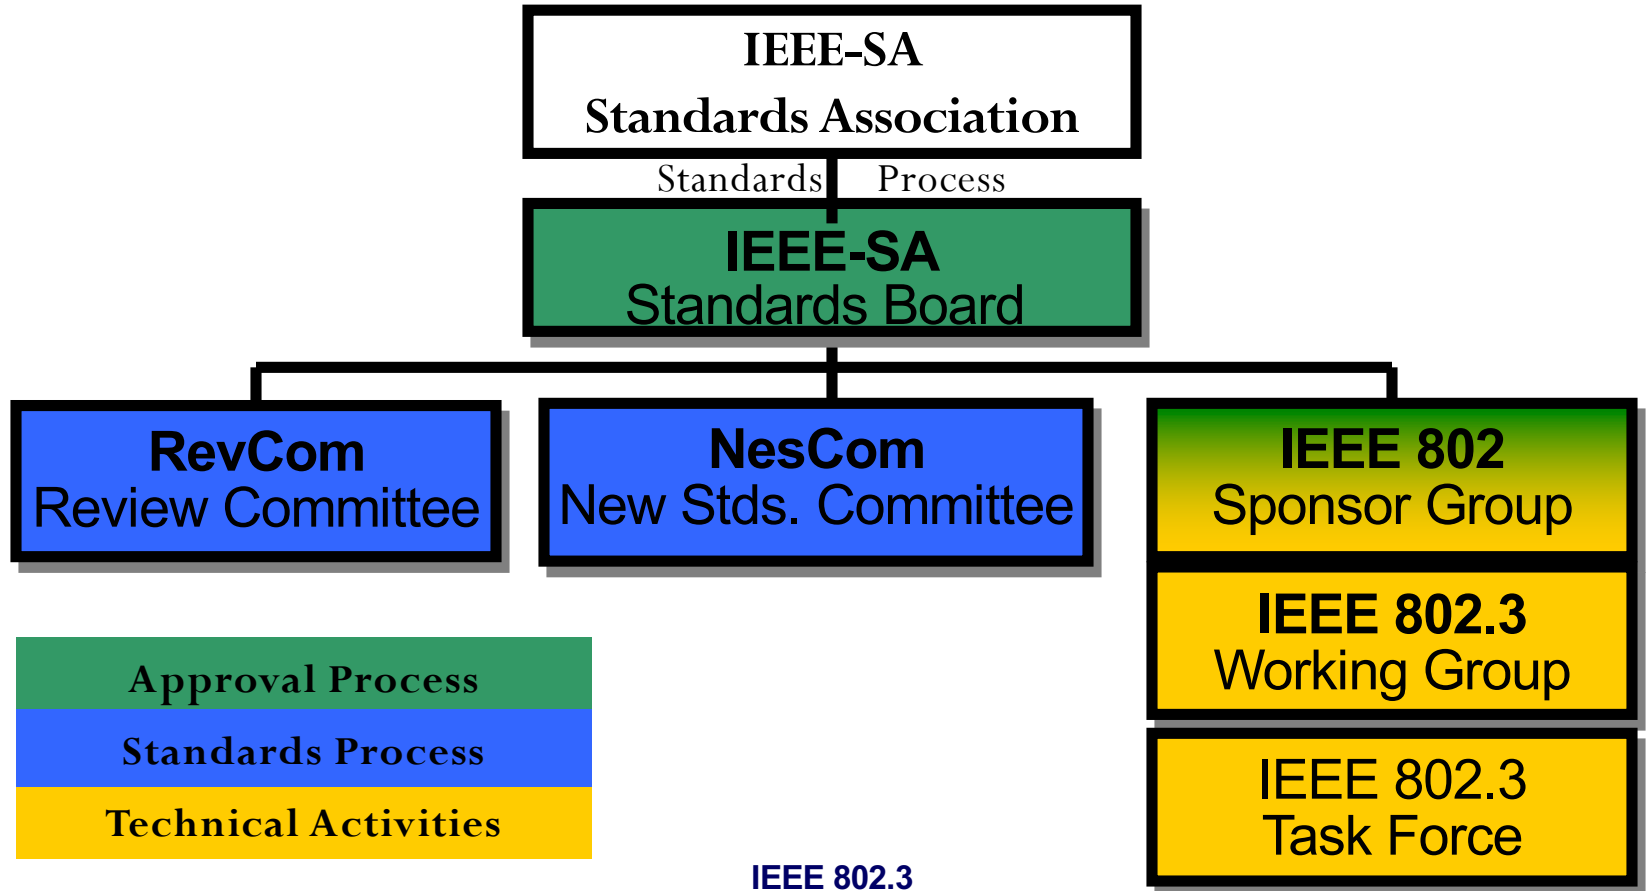 IEEE-SA
Standards Association
Standards Process
IEEE-SA
Standards Board
RevCom
Review Committee
NesCom
New Stds. Committee
IEEE 802
Sponsor Group
IEEE 802.3
Working Group
IEEE 802.3
Task Force
Approval Process
Standards Process
Technical Activities
IEEE 802.3